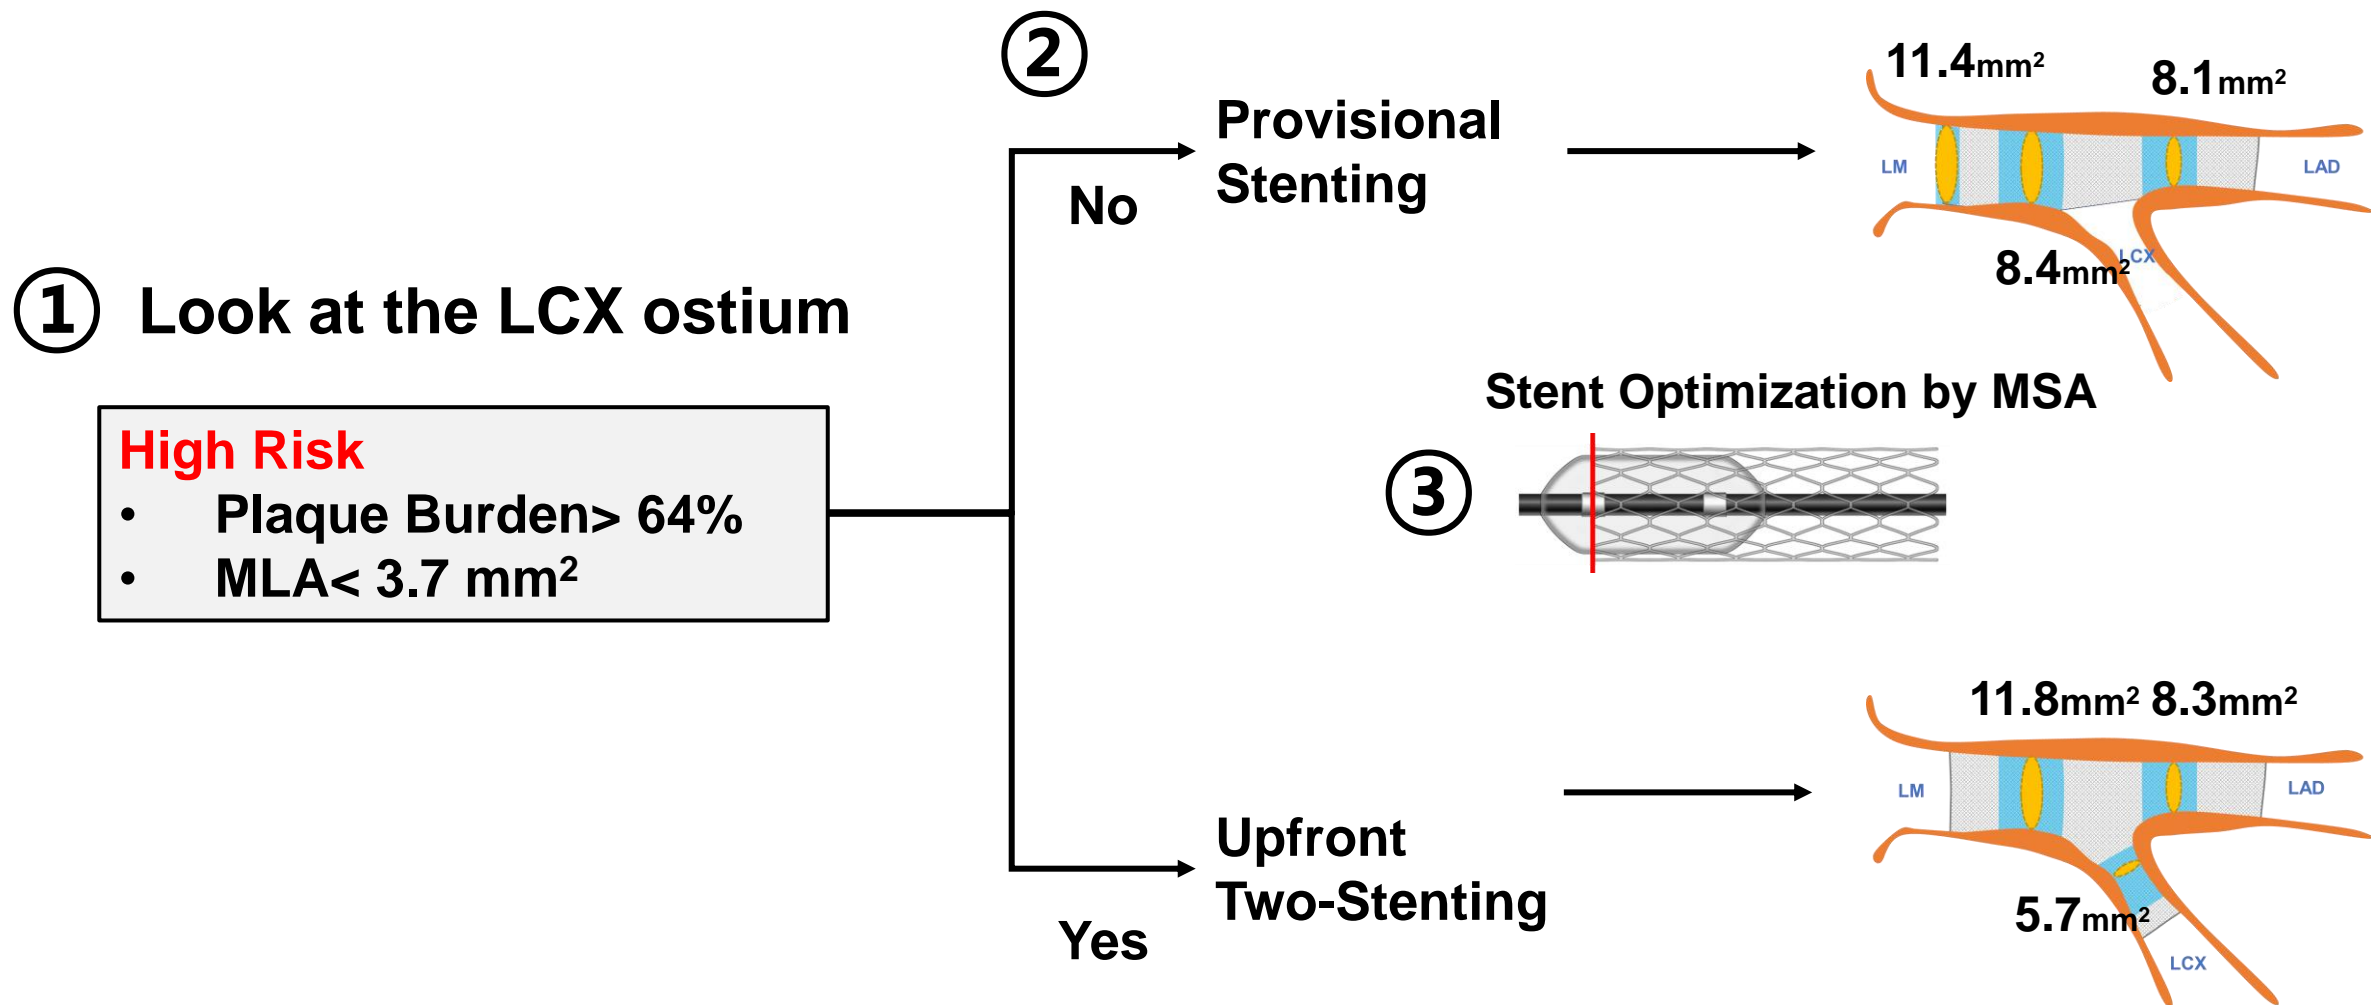 ① Look at the LCX ostium
High Risk
• Plaque Burden> 64%
• MLA< 3.7 mm²
②
No
Provisional
Stenting
11.4mm²
8.1mm²
LM
LAD
LCX
8.4mm²
Stent Optimization by MSA
③
Yes
Upfront
Two-Stenting
11.8mm² 8.3mm²
LM
LAD
5.7mm²
LCX